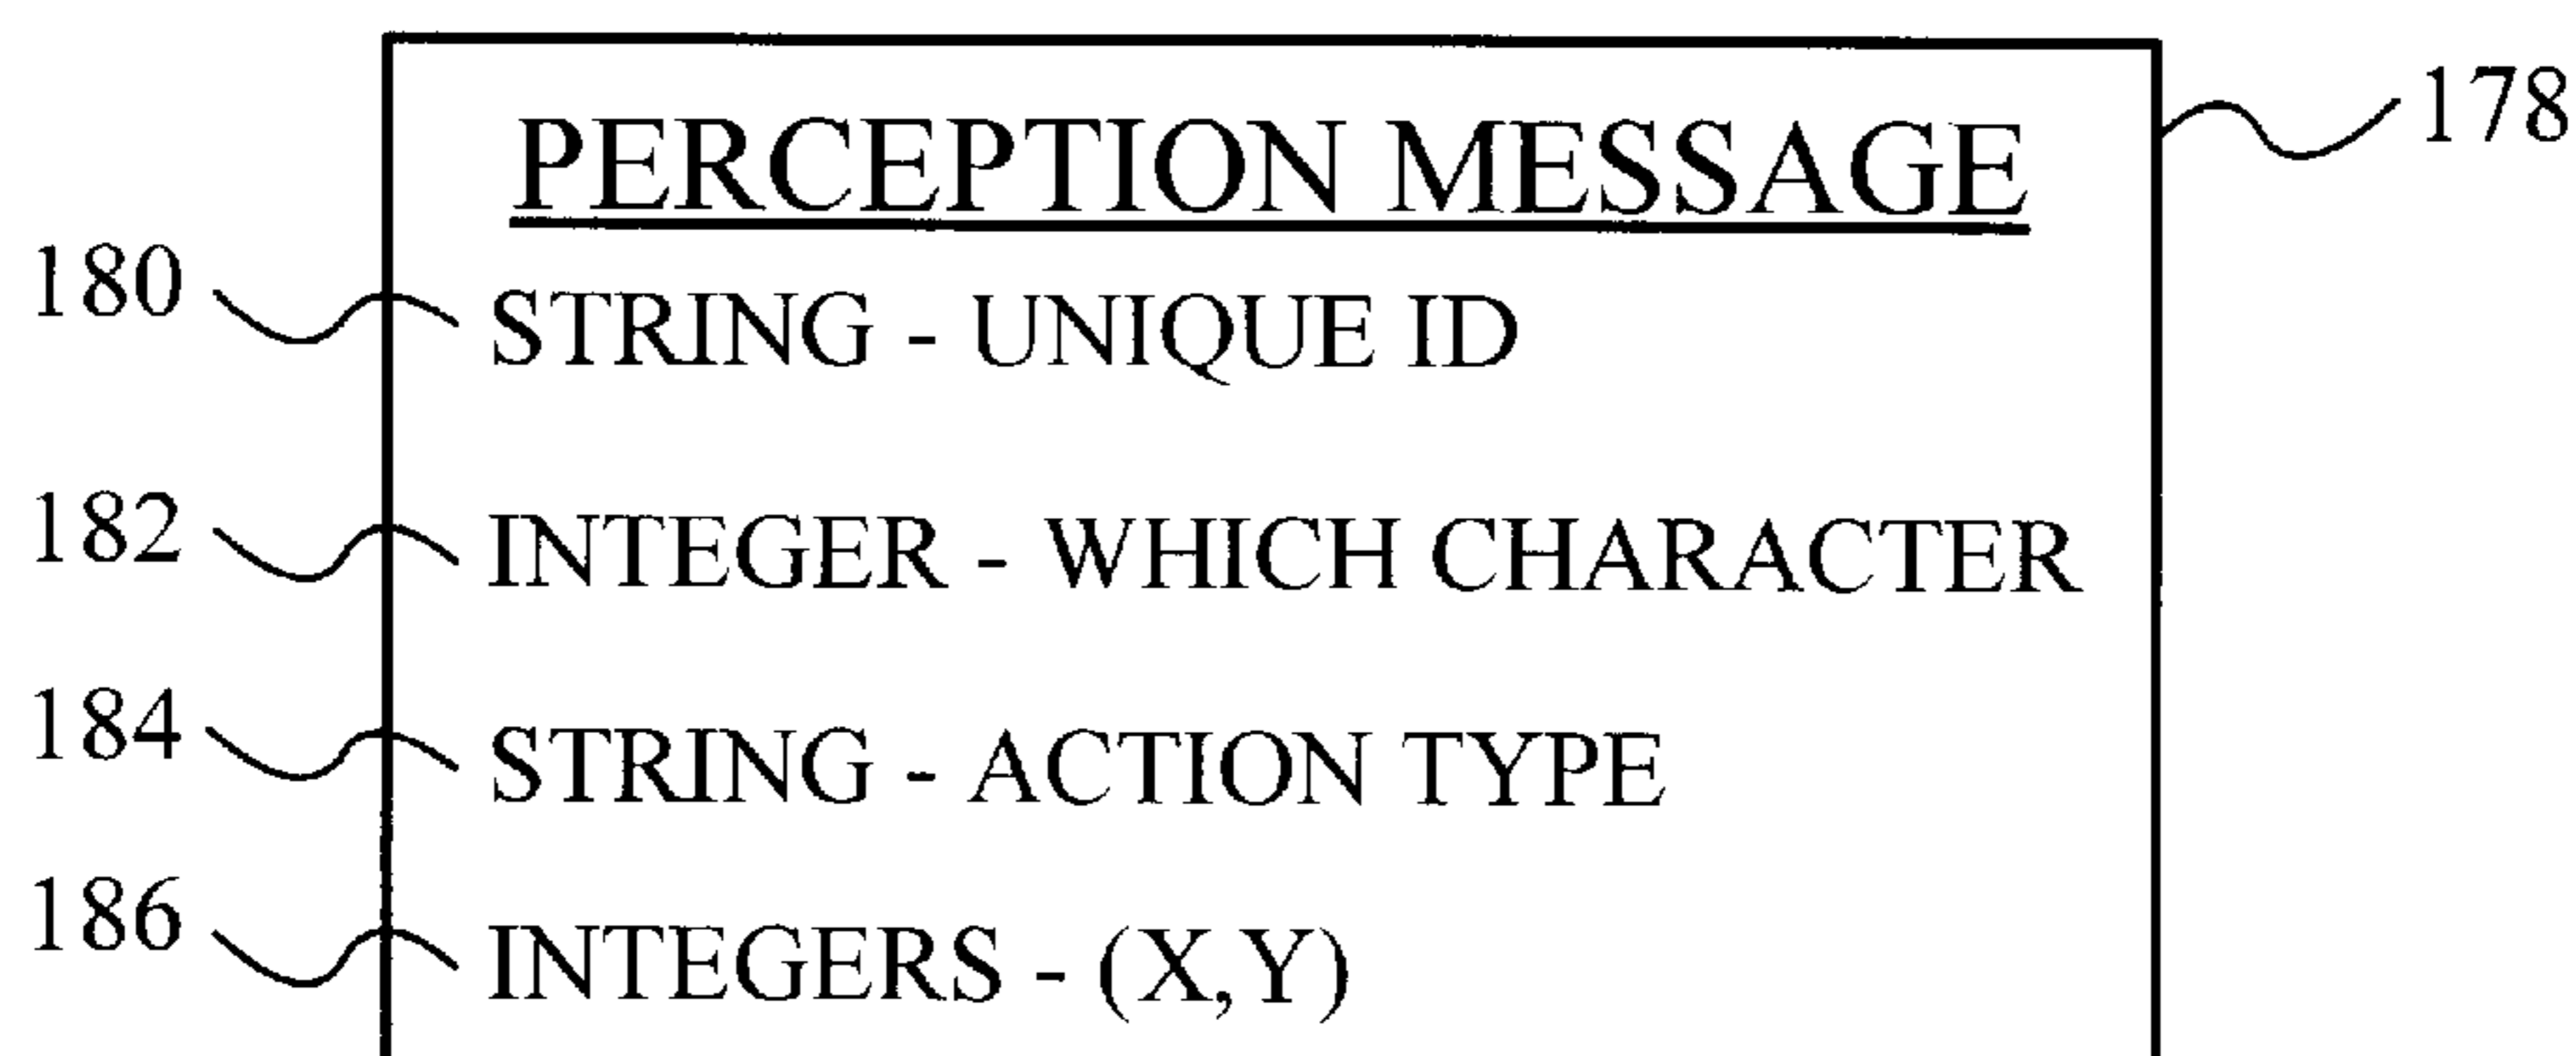 PERCEPTION MESSAGE 178
180 STRING - UNIQUE ID
182 INTEGER - WHICH CHARACTER
184 STRING - ACTION TYPE
186 INTEGERS - (X,Y)